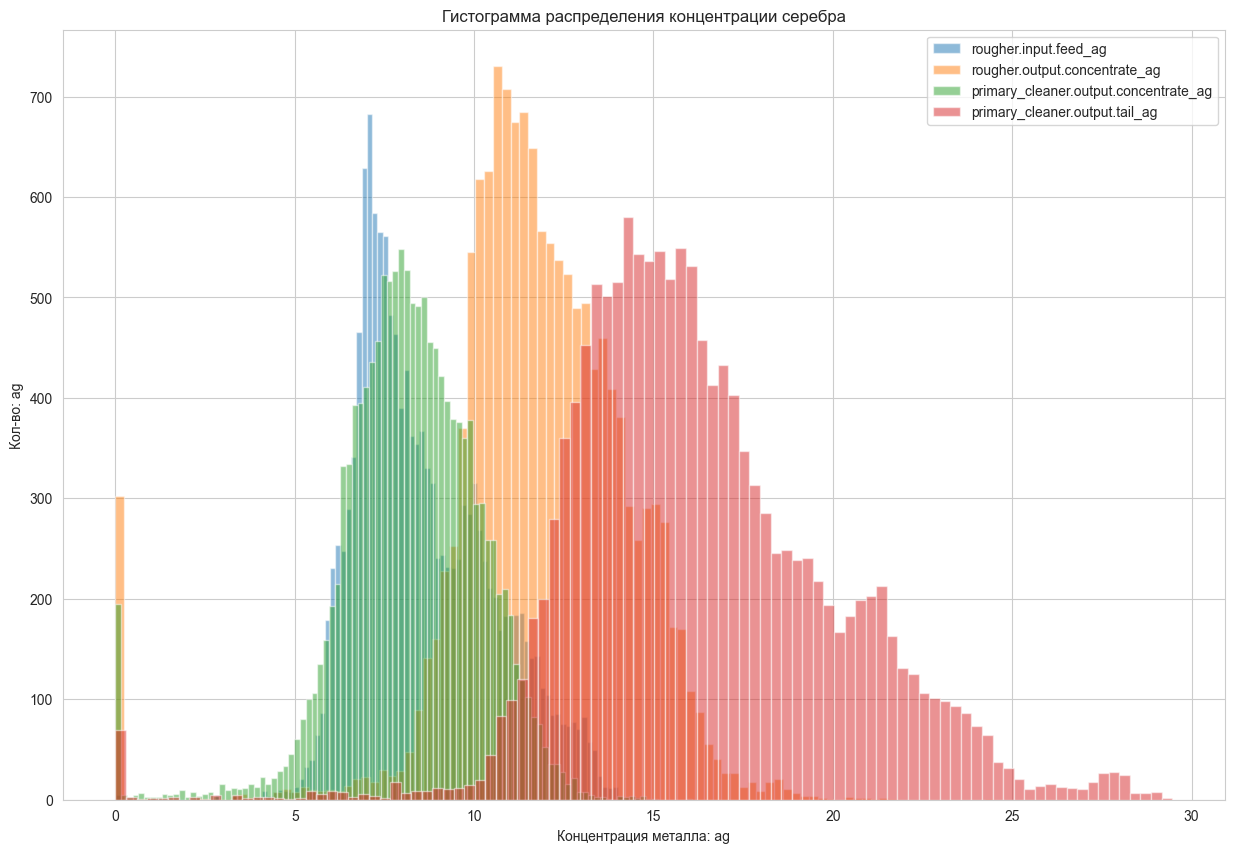 Гистограмма распределения концентрации серебра
rougher.input.feed_ag
rougher.output.concentrate_ag
primary_cleaner.output.concentrate_ag
primary_cleaner.output.tail_ag
Кол-во: ag
700
600
500
400
300
200
100
0
0 5 10 15 20 25 30
Концентрация металла: ag